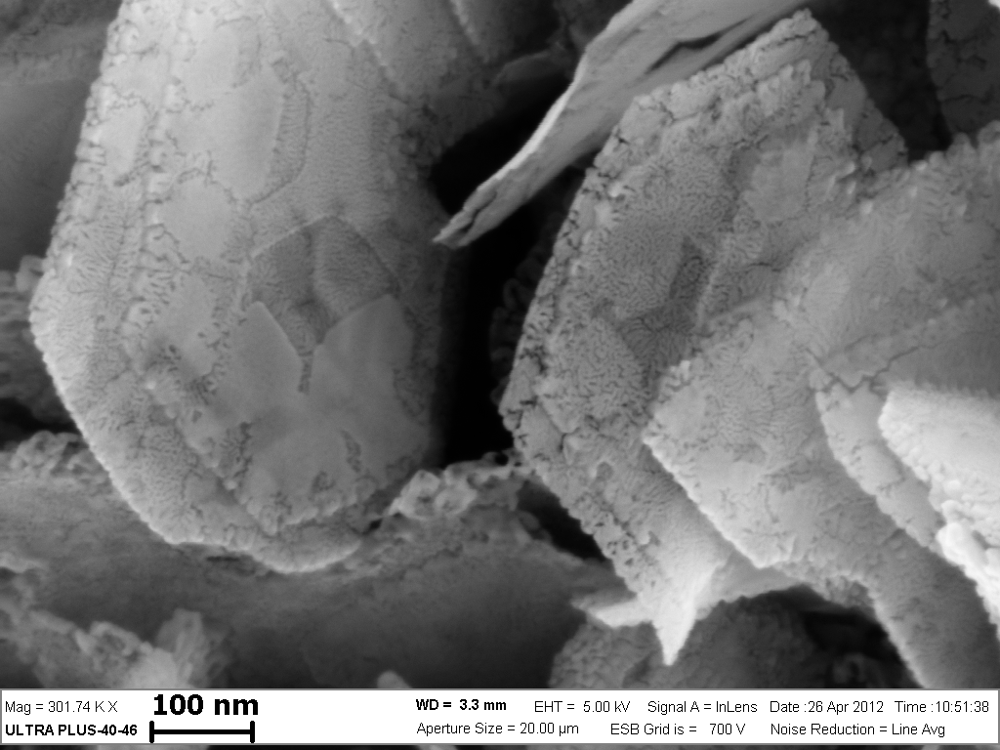 Mag = 301.74 K X 100 nm WD = 3.3 mm EHT = 5.00 kV Signal A = InLens Date :26 Apr 2012 Time :10:51:38
ULTRA PLUS-40-46 Aperture Size = 20.00 µm ESB Grid is = 700 V Noise Reduction = Line Avg